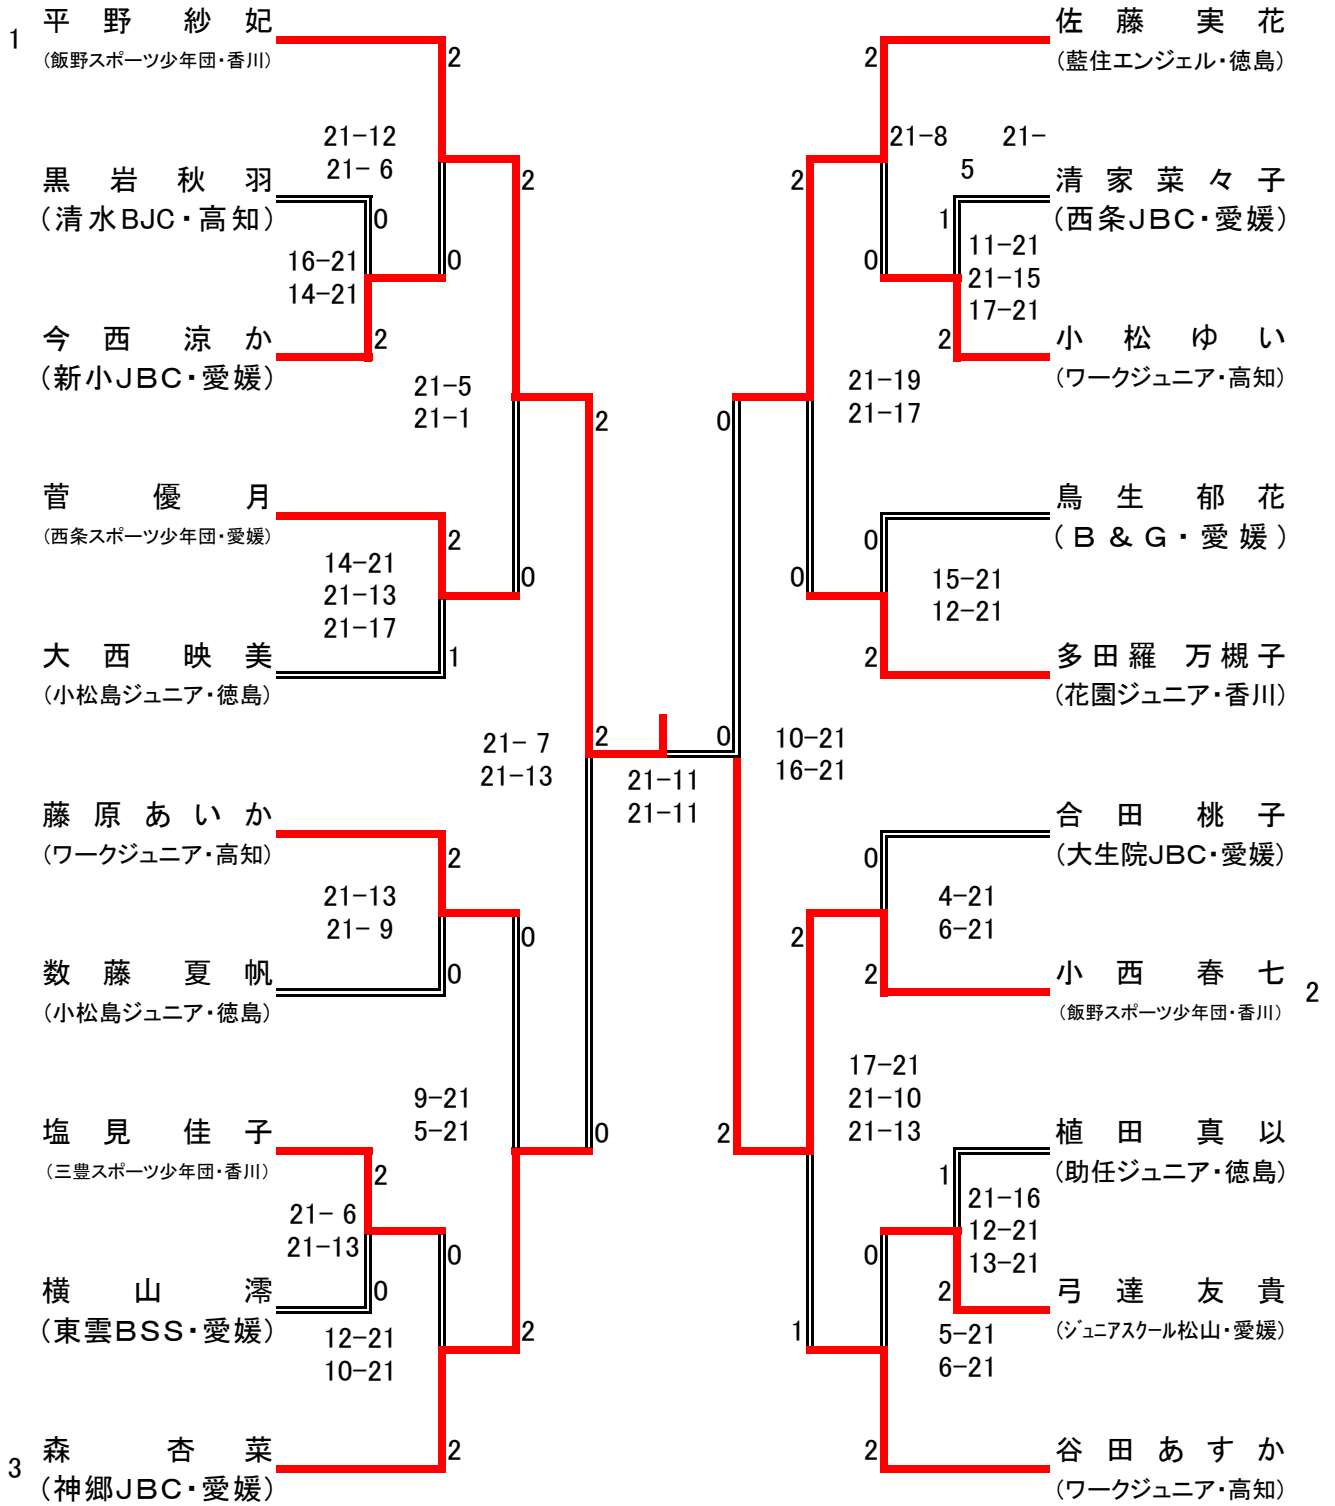 1
平野紗妃
(飯野スポーツ少年団・香川)
2
21-12
21- 6
黒岩秋羽
(清水BJC・高知)
0
16-21
14-21
2
0
今西涼か
(新小JBC・愛媛)
2
21-5
21-1
2
菅優月
(西条スポーツ少年団・愛媛)
2
14-21
21-13
21-17
0
大西映美
(小松島ジュニア・徳島)
1
21- 7
21-13
2
藤原あいか
(ワークジュニア・高知)
2
21-13
21- 9
0
数藤夏帆
(小松島ジュニア・徳島)
0
9-21
5-21
0
塩見佳子
(三豊スポーツ少年団・香川)
2
21- 6
21-13
0
横山澪
(東雲BSS・愛媛)
0
12-21
10-21
2
3
森杏菜
(神郷JBC・愛媛)
2
21-11
21-11
佐藤実花
(藍住エンジェル・徳島)
2
21-8 21-
5
2
清家菜々子
(西条JBC・愛媛)
1
11-21
21-15
17-21
0
小松ゆい
(ワークジュニア・高知)
2
21-19
21-17
0
鳥生郁花
(B&G・愛媛)
0
15-21
12-21
0
多田羅万槻子
(花園ジュニア・香川)
2
0
10-21
16-21
合田桃子
(大生院JBC・愛媛)
0
4-21
6-21
2
小西春七
(飯野スポーツ少年団・香川)
2
2
17-21
21-10
21-13
2
植田真以
(助任ジュニア・徳島)
1
21-16
12-21
13-21
0
弓達友貴
(ジュニアスクール松山・愛媛)
2
5-21
6-21
1
谷田あすか
(ワークジュニア・高知)
2